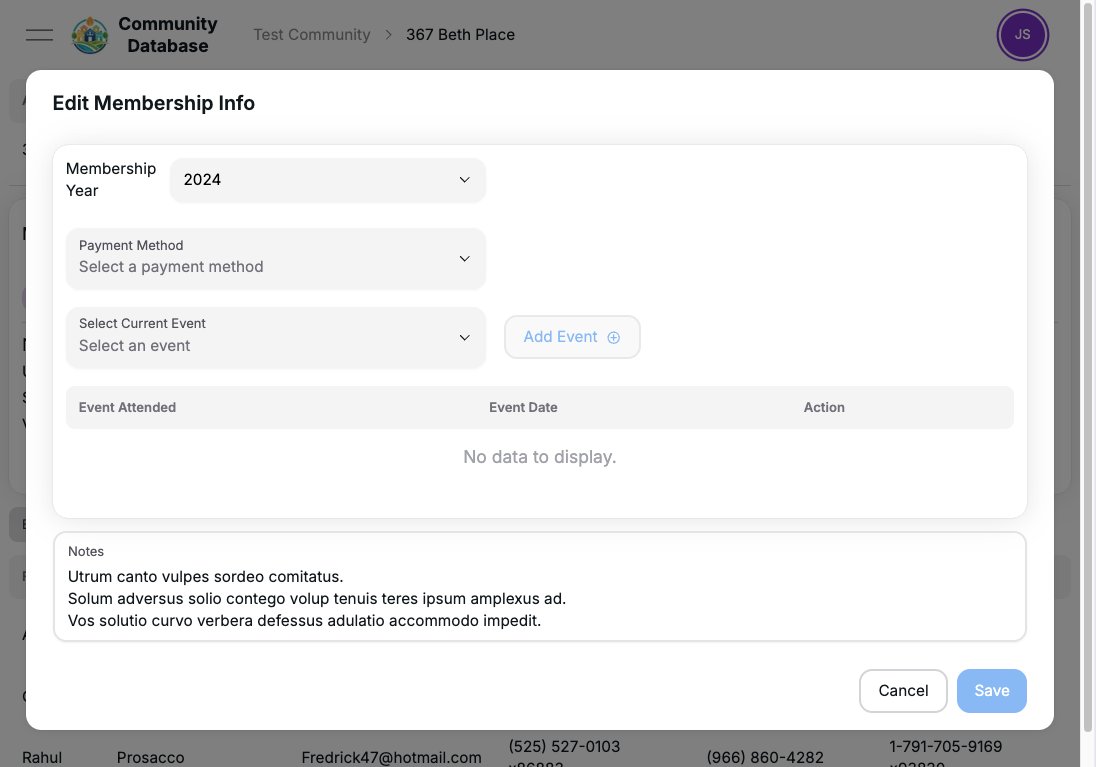 Community
Database
Test Community
367 Beth Place
JS
Edit Membership Info
Membership
Year
2024
Payment Method
Select a payment method
Select Current Event
Select an event
Add Event
Event Attended
Event Date
Action
No data to display.
Notes
Utrum canto vulpes sordeo comitatus.
Solum adversus solio contego volup tenuis teres ipsum amplexus ad.
Vos solutio curvo verbera defessus adulatio accommodo impedit.
Cancel
Save
Rahul
Prosacco
Fredrick47@hotmail.com
(525) 527-0103
(966) 860-4282
1-791-705-9169